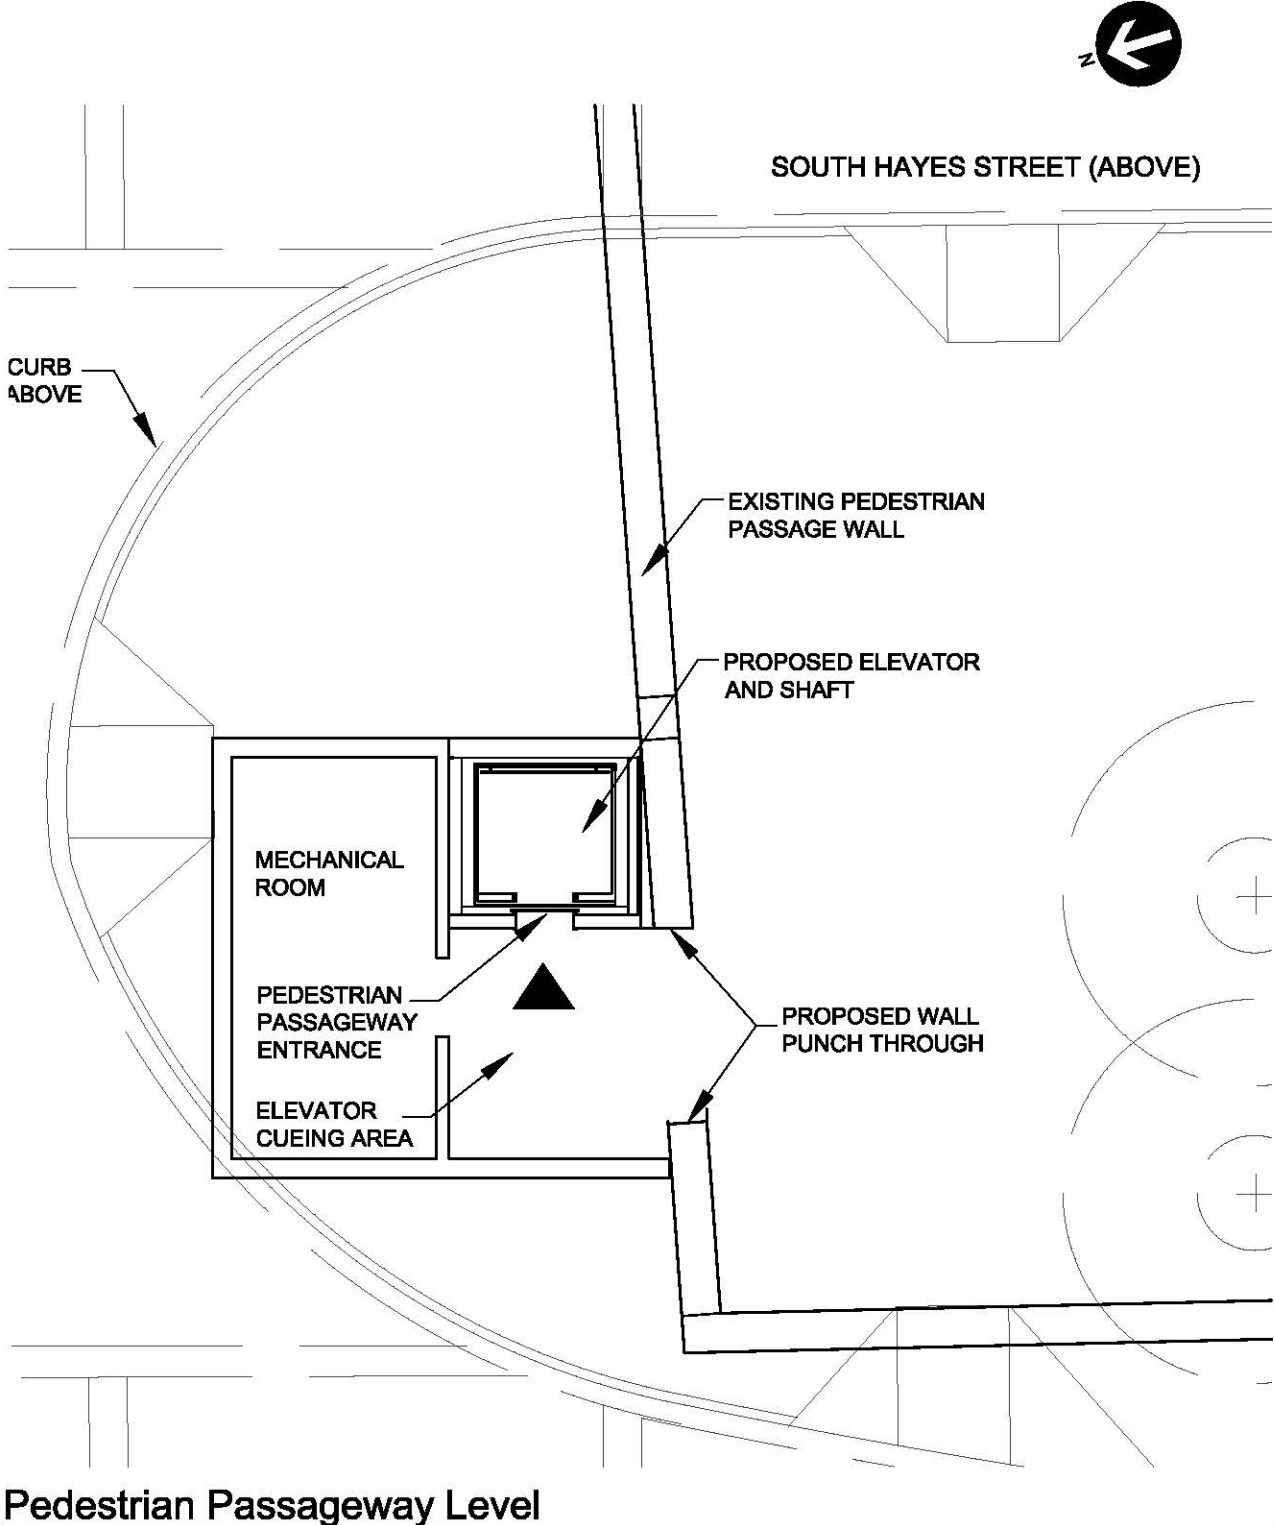 N
SOUTH HAYES STREET (ABOVE)
CURB
ABOVE
EXISTING PEDESTRIAN
PASSAGE WALL
PROPOSED ELEVATOR
AND SHAFT
MECHANICAL
ROOM
PEDESTRIAN
PASSAGEWAY
ENTRANCE
PROPOSED WALL
PUNCH THROUGH
ELEVATOR
CUEING AREA
Pedestrian Passageway Level